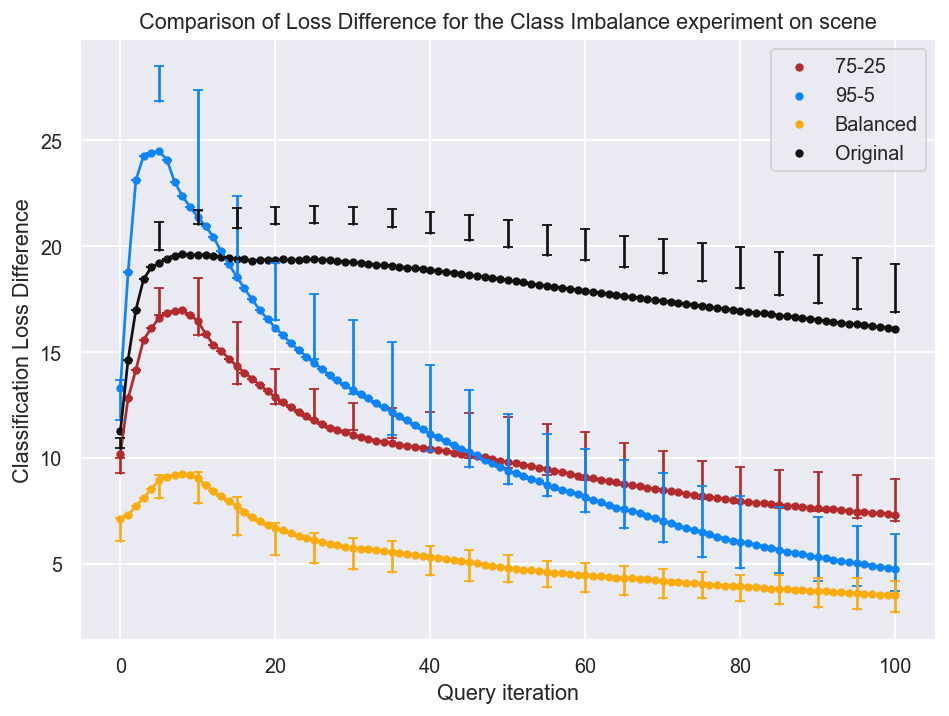 Comparison of Loss Difference for the Class Imbalance experiment on scene
75-25
95-5
Balanced
Original
Classification Loss Difference
25
20
15
10
5
0 20 40 60 80 100
Query iteration